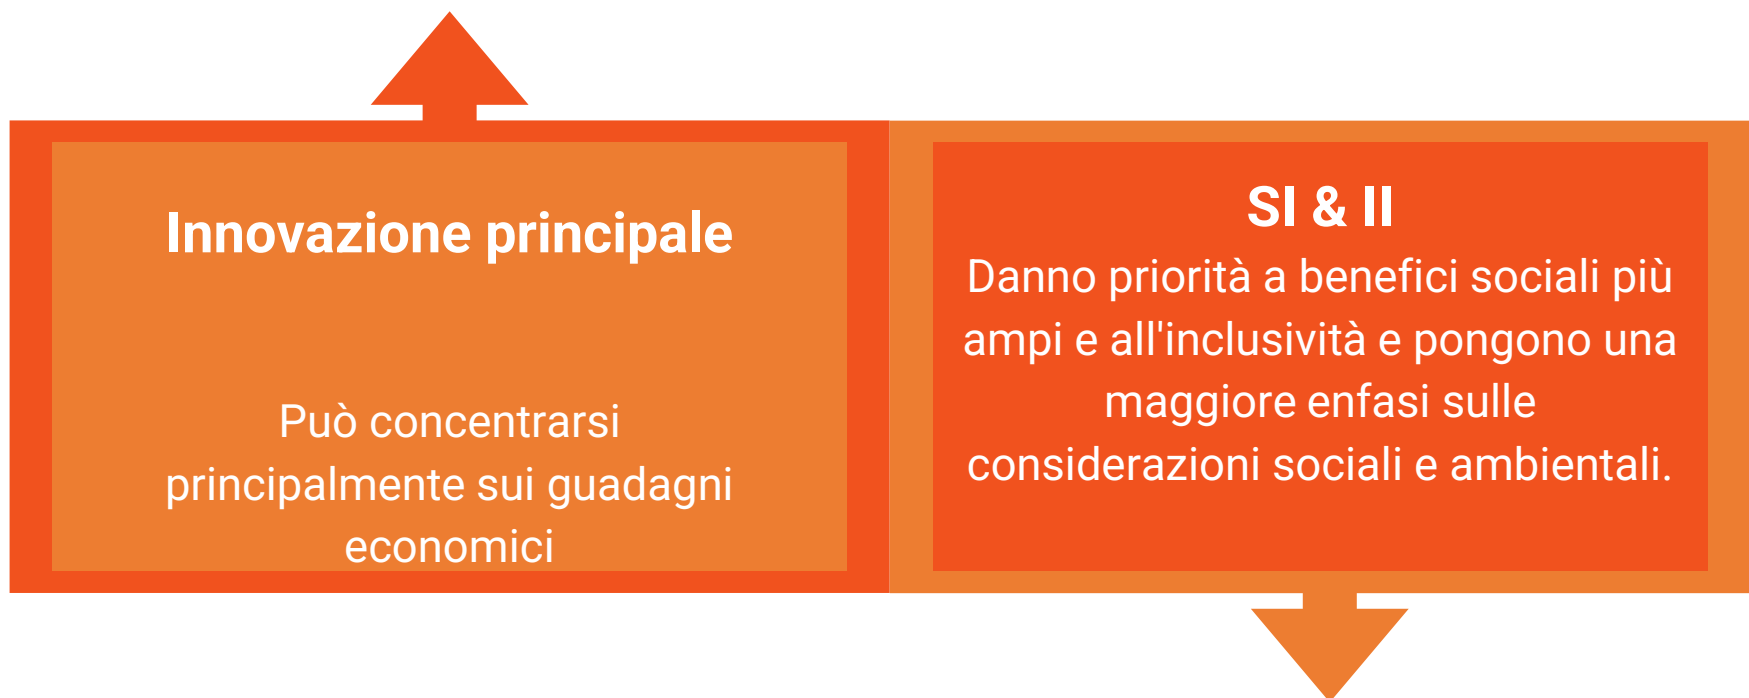 Innovazione principale
Può concentrarsi
principalmente sui guadagni
economici
SI & II
Danno priorità a benefici sociali più
ampi e all'inclusività e pongono una
maggiore enfasi sulle
considerazioni sociali e ambientali.